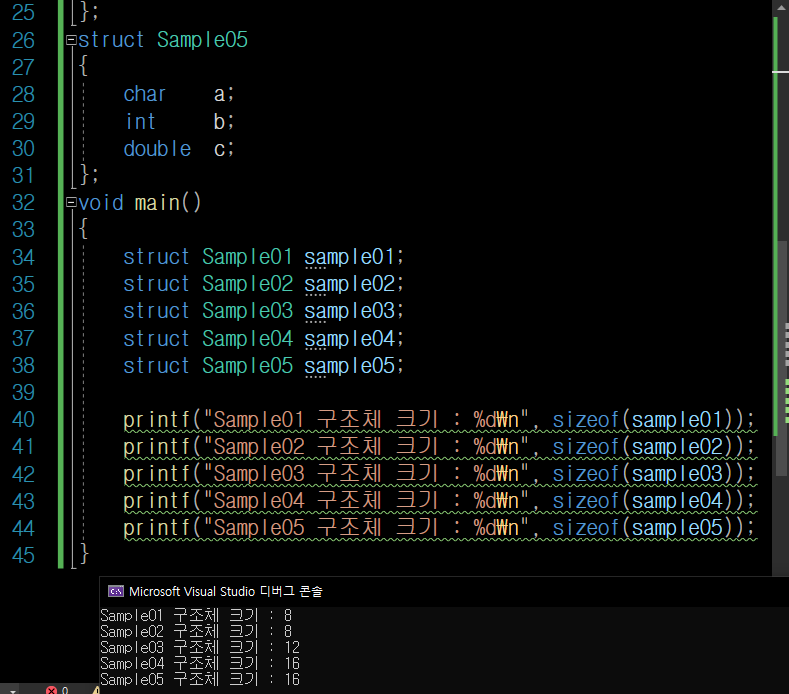 25 };
26 struct Sample05
27 {
28 char a;
29 int b;
30 double c;
31 };
32 void main()
33 {
34 struct Sample01 sample01;
35 struct Sample02 sample02;
36 struct Sample03 sample03;
37 struct Sample04 sample04;
38 struct Sample05 sample05;
39
40 printf("Sample01 구조체 크기 : %d₩n", sizeof(sample01));
41 printf("Sample02 구조체 크기 : %d₩n", sizeof(sample02));
42 printf("Sample03 구조체 크기 : %d₩n", sizeof(sample03));
43 printf("Sample04 구조체 크기 : %d₩n", sizeof(sample04));
44 printf("Sample05 구조체 크기 : %d₩n", sizeof(sample05));
45 }
Microsoft Visual Studio 디버그 콘솔
Sample01 구조체 크기 : 8
Sample02 구조체 크기 : 8
Sample03 구조체 크기 : 12
Sample04 구조체 크기 : 16
Sample05 구조체 크기 : 16
0